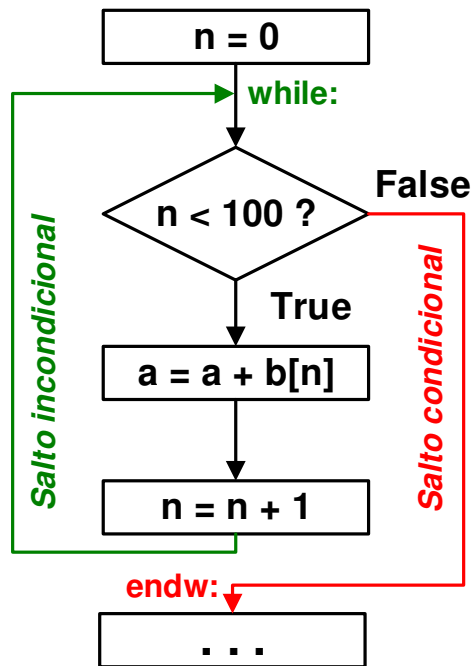 n = 0
while:
n < 100 ?
False
True
Salto incondicional
Salto condicional
a = a + b[n]
n = n + 1
endw:
. . .